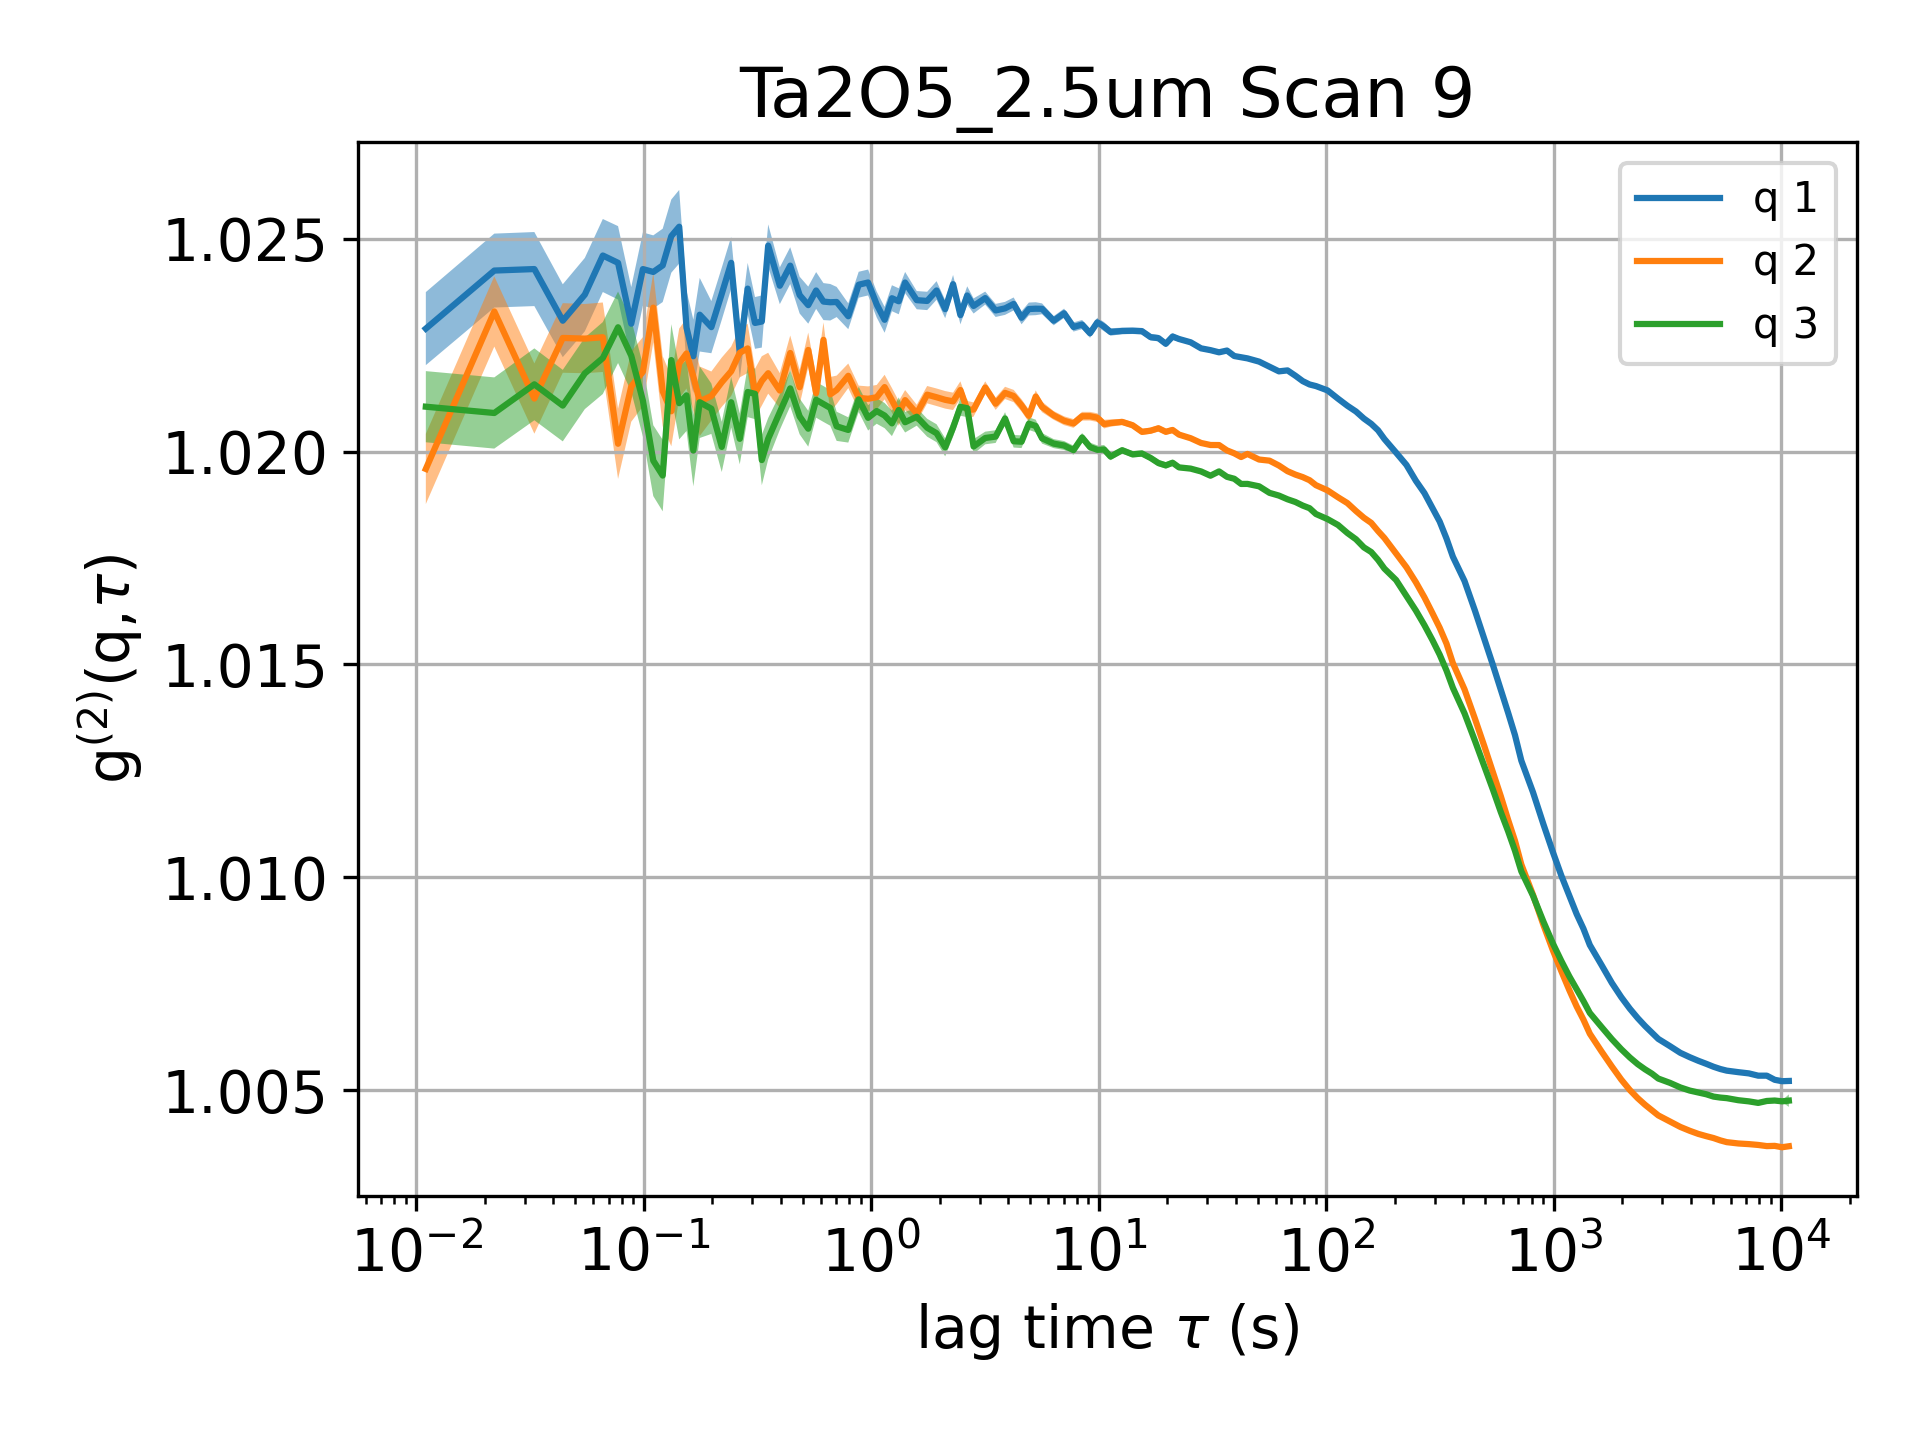 Ta2O5_2.5um Scan 9
q 1
q 2
q 3
1.025
1.020
1.015
1.010
1.005
g⁽²⁾(q,τ)
10⁻² 10⁻¹ 10⁰ 10¹ 10² 10³ 10⁴
lag time τ (s)